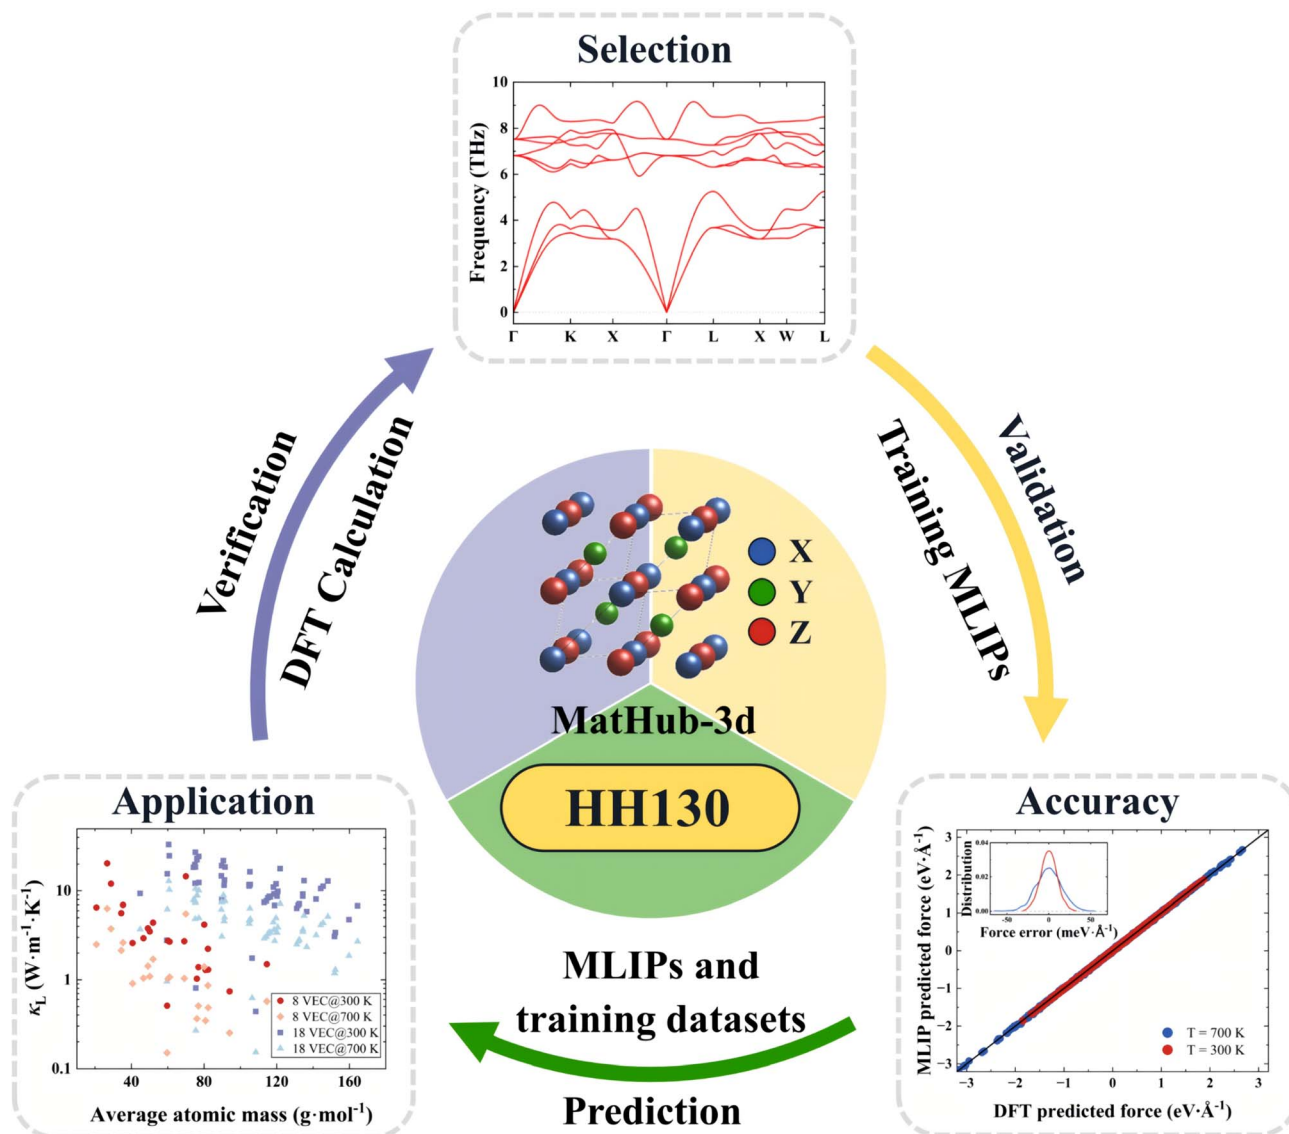 Selection
10
8
6
4
2
0
Frequency (THz)
Γ K X Γ L X W L
Verification
DFT Calculation
Validation
Training MLIPs
X
Y
Z
MatHub-3d
HH130
MLIPs and
training datasets
Prediction
Application
10
1
0.1
κL (W·m-1·K-1)
8 VEC@300 K
8 VEC@700 K
18 VEC@300 K
18 VEC@700 K
40 80 120 160
Average atomic mass (g·mol-1)
Accuracy
MLIP predicted force (eV·Å-1)
3
2
1
0
−1
−2
−3
Distribution
0.04
0.02
0.00
-50 0 50
Force error (meV·Å-1)
T = 700 K
T = 300 K
−3 −2 −1 0 1 2 3
DFT predicted force (eV·Å-1)